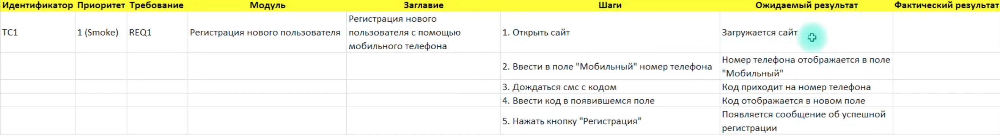 Идентификатор Приоритет Требование Модуль Заглавие Шаги Ожидаемый результат Фактический результат
TC1 1 (Smoke) REQ1 Регистрация нового пользователя
Регистрация нового
пользователя с помощью
мобильного телефона
1. Открыть сайт
Загружается сайт
2. Ввести в поле "Мобильный" номер телефона
Номер телефона отображается в поле
"Мобильный"
3. Дождаться смс с кодом
Код приходит на номер телефона
4. Ввести код в появившемся поле
Код отображается в новом поле
5. Нажать кнопку "Регистрация"
Появляется сообщение об успешной
регистрации